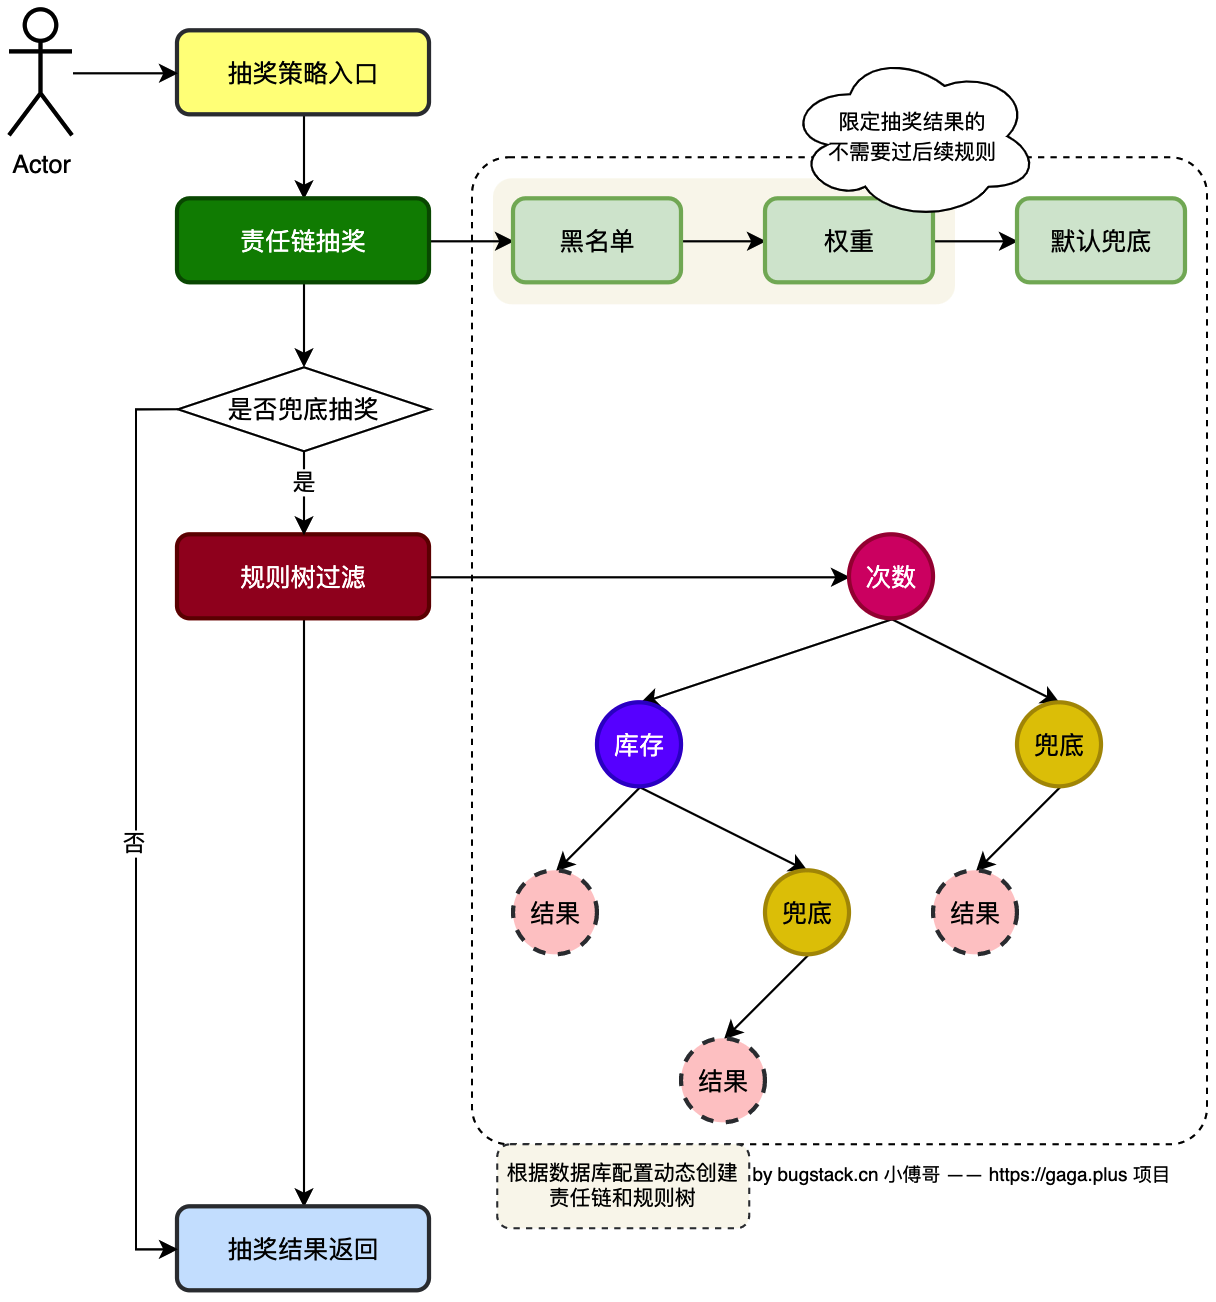 Actor
抽奖策略入口
限定抽奖结果的
不需要过后续规则
责任链抽奖
黑名单
权重
默认兜底
是否兜底抽奖
是
规则树过滤
次数
库存
兜底
否
结果
兜底
结果
结果
根据数据库配置动态创建
责任链和规则树
by bugstack.cn 小傅哥 —— https://gaga.plus 项目
抽奖结果返回